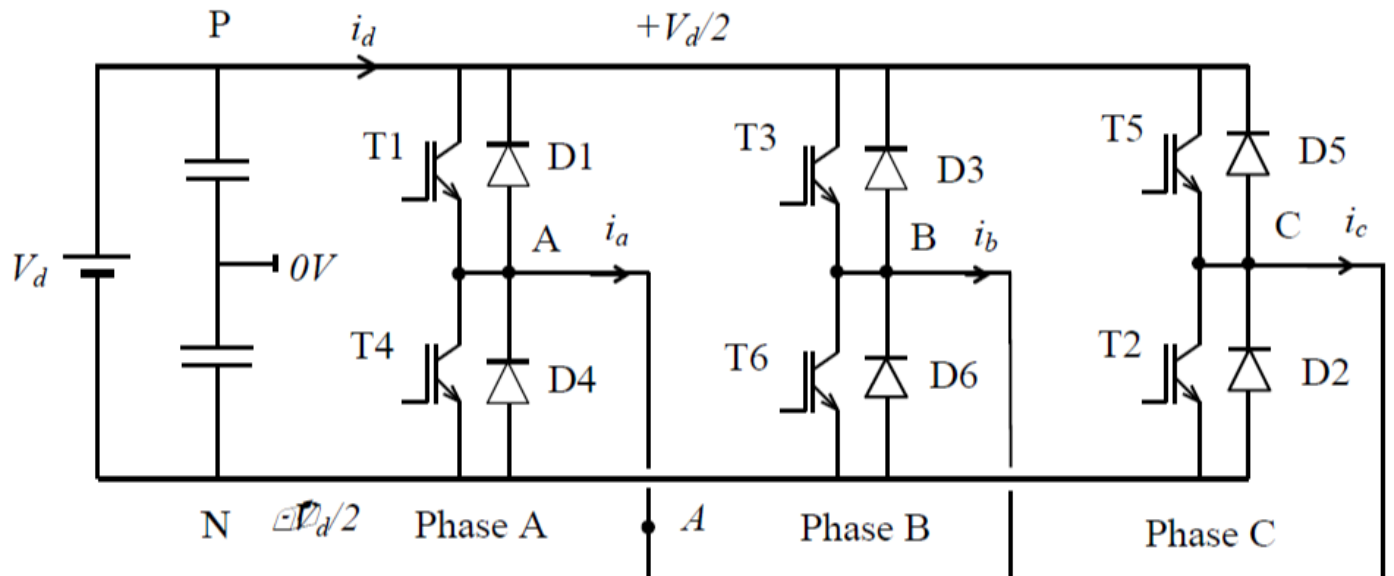 P
i_d
+V_d/2
T1
D1
T3
D3
T5
D5
A
i_a
B
i_b
C
i_c
V_d
0V
T4
D4
T6
D6
T2
D2
N
d/2
Phase A
A
Phase B
Phase C